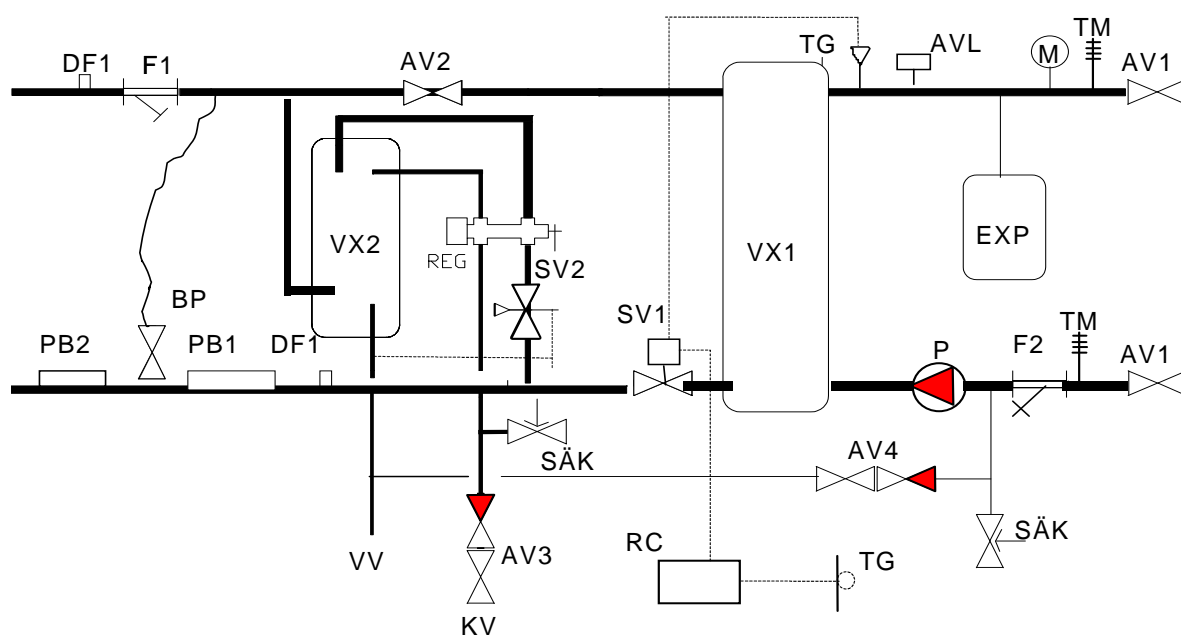 TM
AVL
TG
DF1
F1
AV2
M
AV1
VX2
EXP
VX1
REG
SV2
BP
SV1
TM
PB2
PB1
DF1
P
F2
AV1
SÄK
AV4
SÄK
RC
TG
VV
AV3
KV